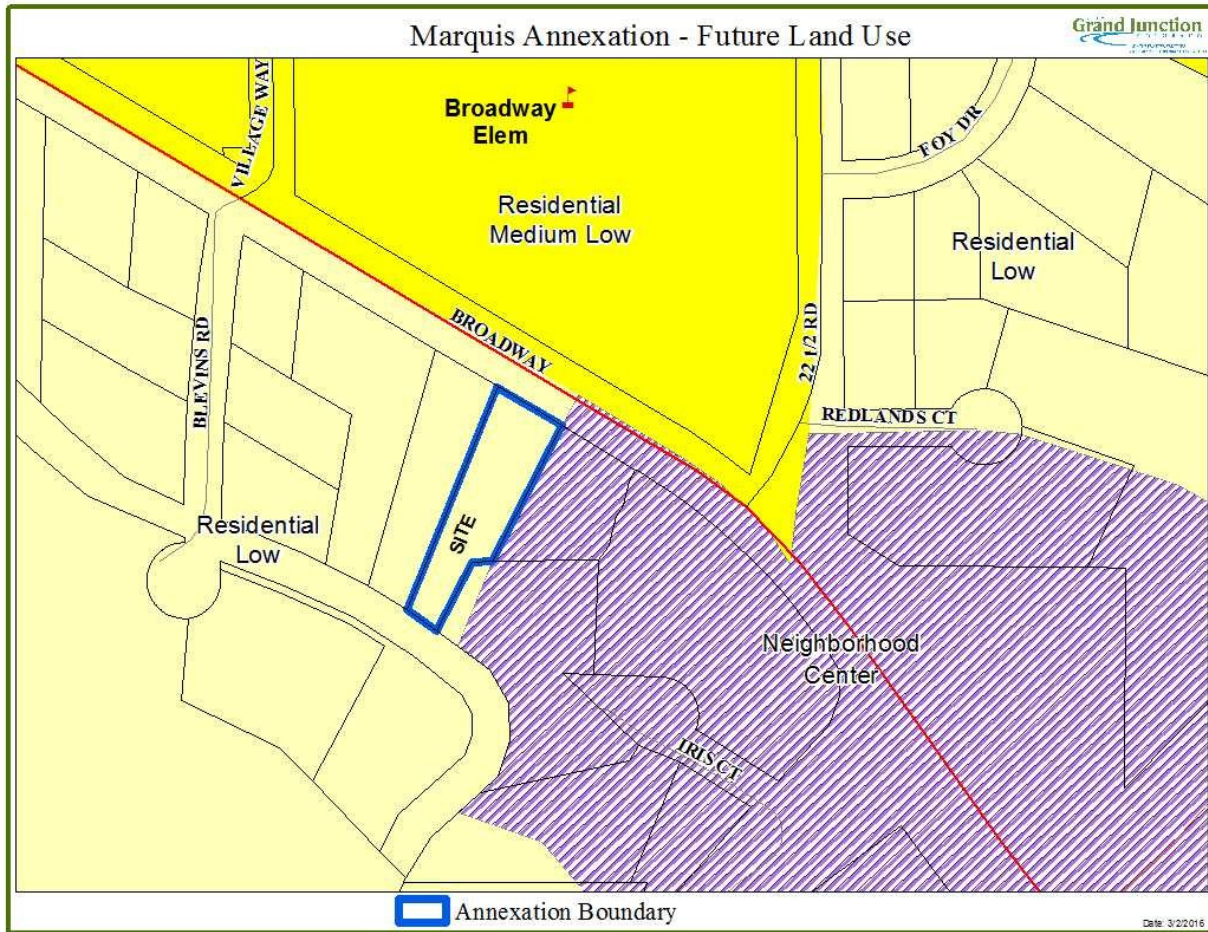 Marquis Annexation - Future Land Use
Grand Junction
COLORADO
Broadway
Elem
VILLAGE WAY
FOY DR
Residential
Medium Low
Residential
Low
BROADWAY
22 1/2 RD
BLEVINS RD
REDLANDS CT
SITE
Residential
Low
Neighborhood
Center
IRIS CT
Annexation Boundary
Date: 3/2/2016